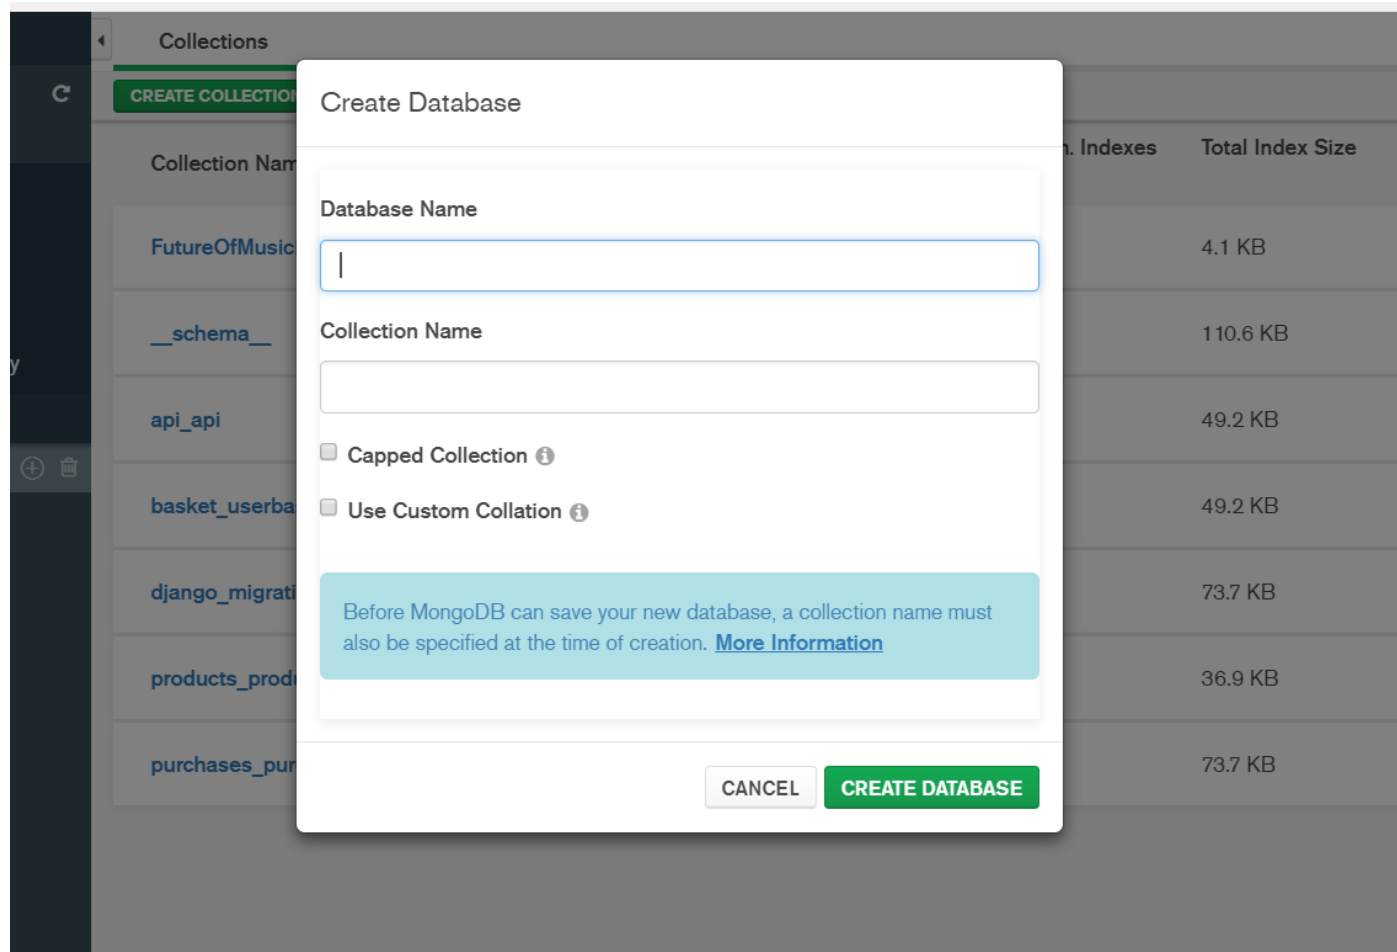 Collections
CREATE COLLECTION
Create Database
Collection Nam
n. Indexes
Total Index Size
Database Name
FutureOfMusic
4.1 KB
Collection Name
__schema__
110.6 KB
y
api_api
49.2 KB
Capped Collection
basket_userba
Use Custom Collation
49.2 KB
django_migrati
Before MongoDB can save your new database, a collection name must
also be specified at the time of creation. More Information
73.7 KB
products_produ
36.9 KB
purchases_pur
73.7 KB
CANCEL
CREATE DATABASE